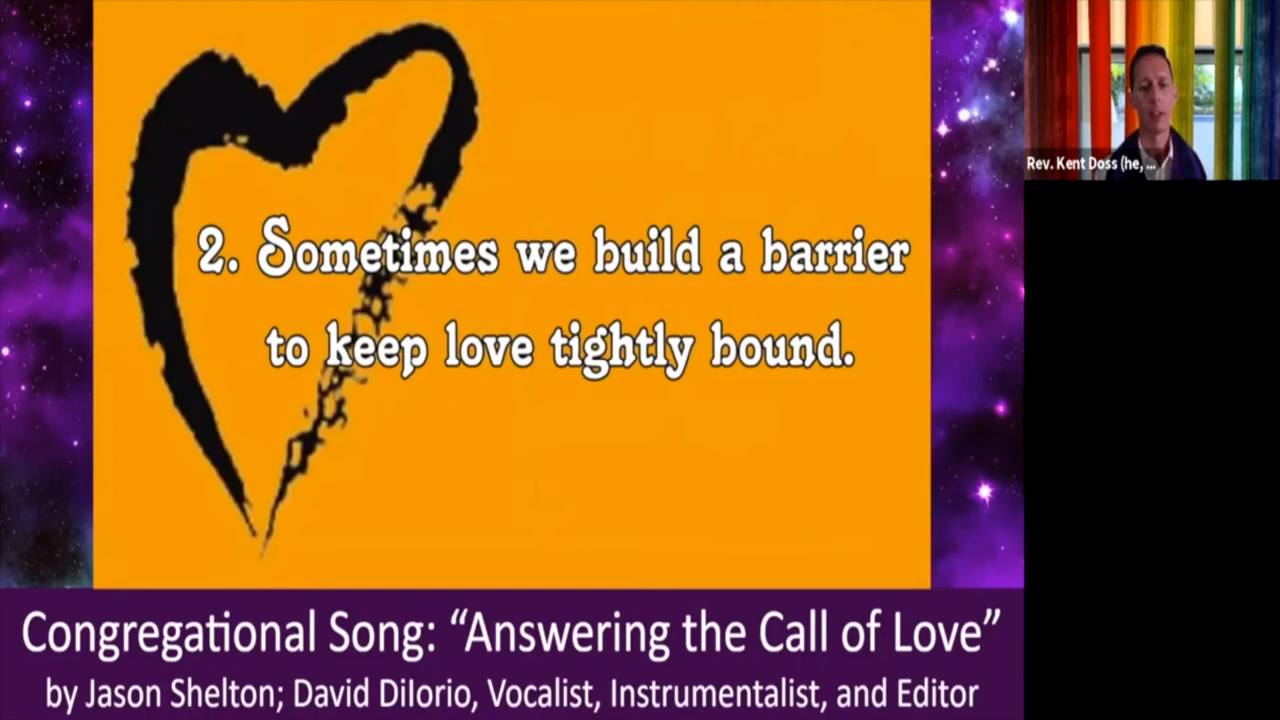 2. Sometimes we build a barrier
to keep love tightly bound.
Rev. Kent Doss (he, ...
Congregational Song: “Answering the Call of Love”
by Jason Shelton; David DiIorio, Vocalist, Instrumentalist, and Editor